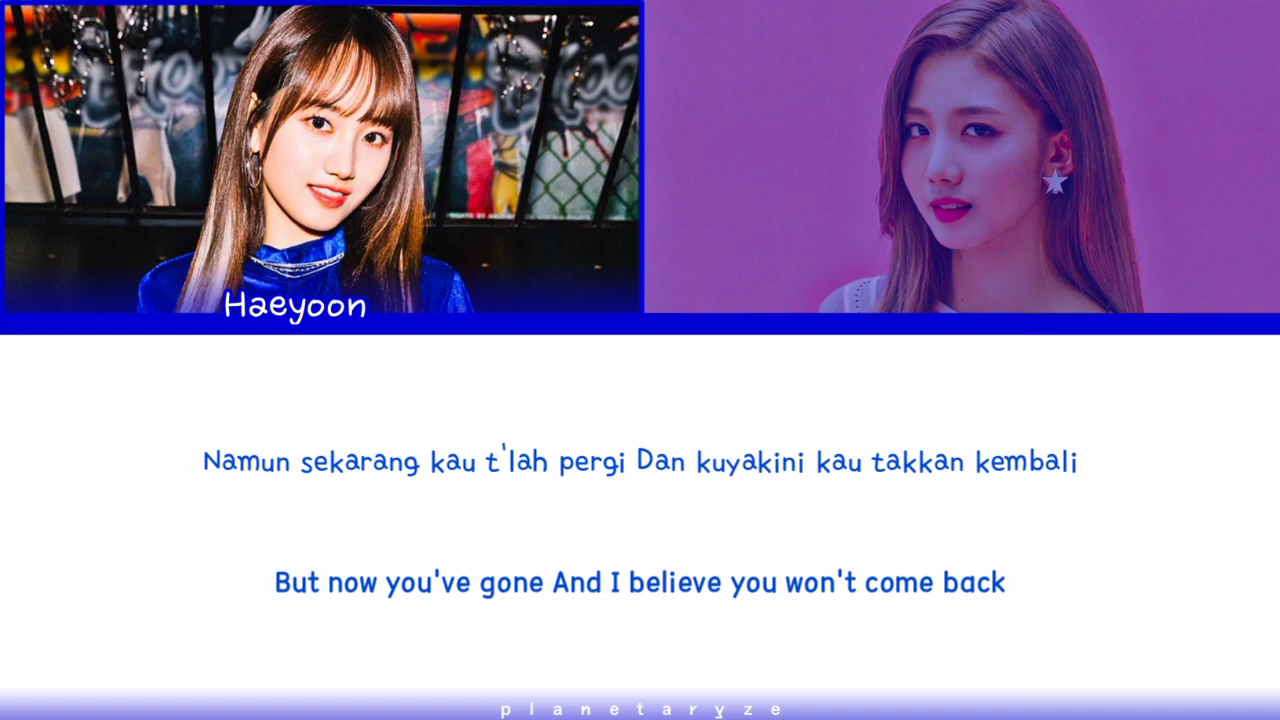 Haeyoon
Namun sekarang kau t'lah pergi Dan kuyakini kau takkan kembali
But now you've gone And I believe you won't come back
planetaryze